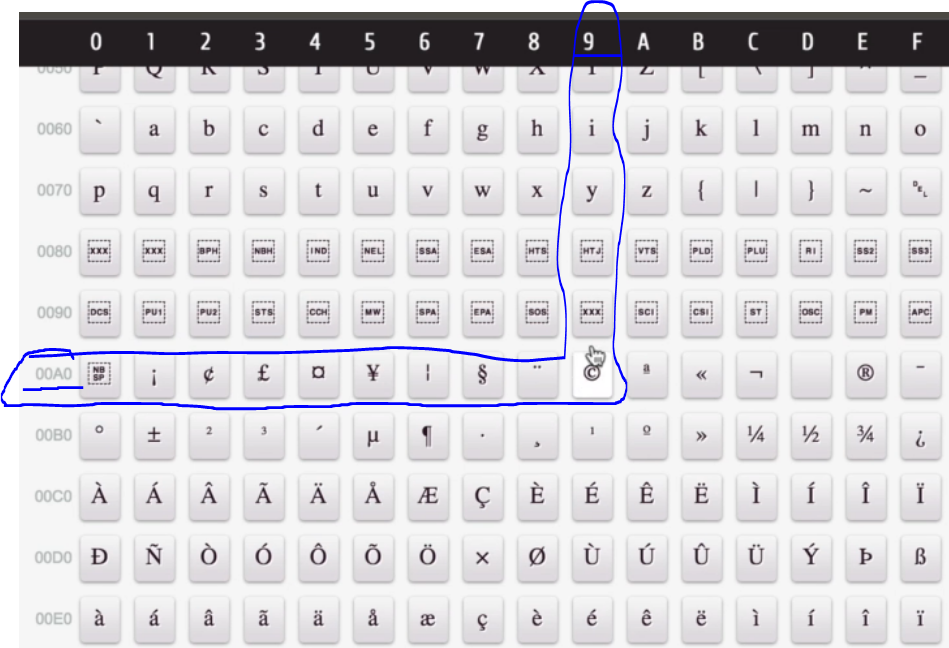 0 1 2 3 4 5 6 7 8 9 A B C D E F
0050 P Q R S T U V W X Y Z [ \ ] ^ _
0060 ` a b c d e f g h i j k l m n o
0070 p q r s t u v w x y z { | } ~ DEL
0080 XXX XXX BPH NBH IND NEL SSA ESA HTS HTJ VTS PLD PLU RI SS2 SS3
0090 DCS PU1 PU2 STS CCH MW SPA EPA SOS XXX SCI CSI ST OSC PM APC
00A0 NBSP ¡ ¢ £ ¤ ¥ ¦ § ¨ © ª « ¬ ® ¯
00B0 ° ± ² ³ ´ µ ¶ · ¸ ¹ º » ¼ ½ ¾ ¿
00C0 À Á Â Ã Ä Å Æ Ç È É Ê Ë Ì Í Î Ï
00D0 Ð Ñ Ò Ó Ô Õ Ö × Ø Ù Ú Û Ü Ý Þ ß
00E0 à á â ã ä å æ ç è é ê ë ì í î ï